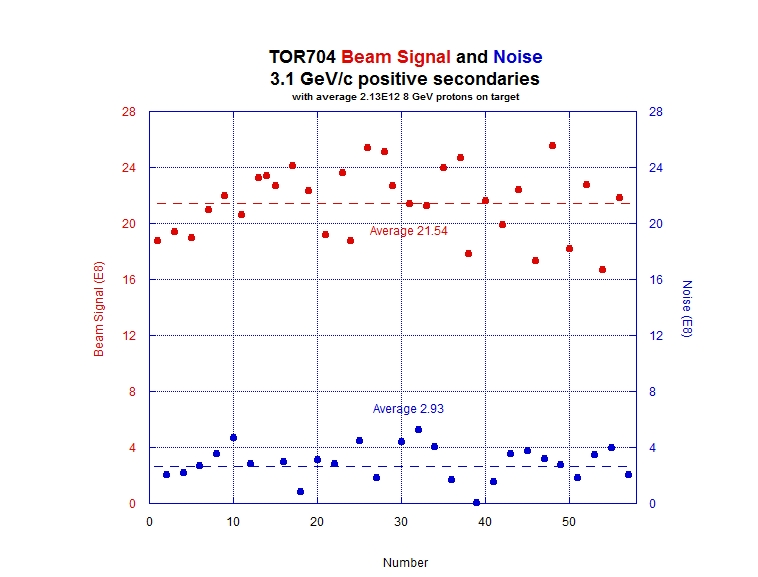 TOR704 Beam Signal and Noise
3.1 GeV/c positive secondaries
with average 2.13E12 8 GeV protons on target
28 28
24 24
20 20
Average 21.54
16 16
Beam Signal (E8)
Noise (E8)
12 12
8 8
Average 2.93
4 4
0 0
0 10 20 30 40 50
Number